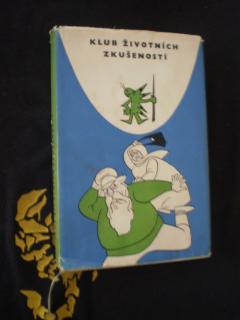 KLUB ŽIVOTNÍCH
ZKUŠENOSTÍ